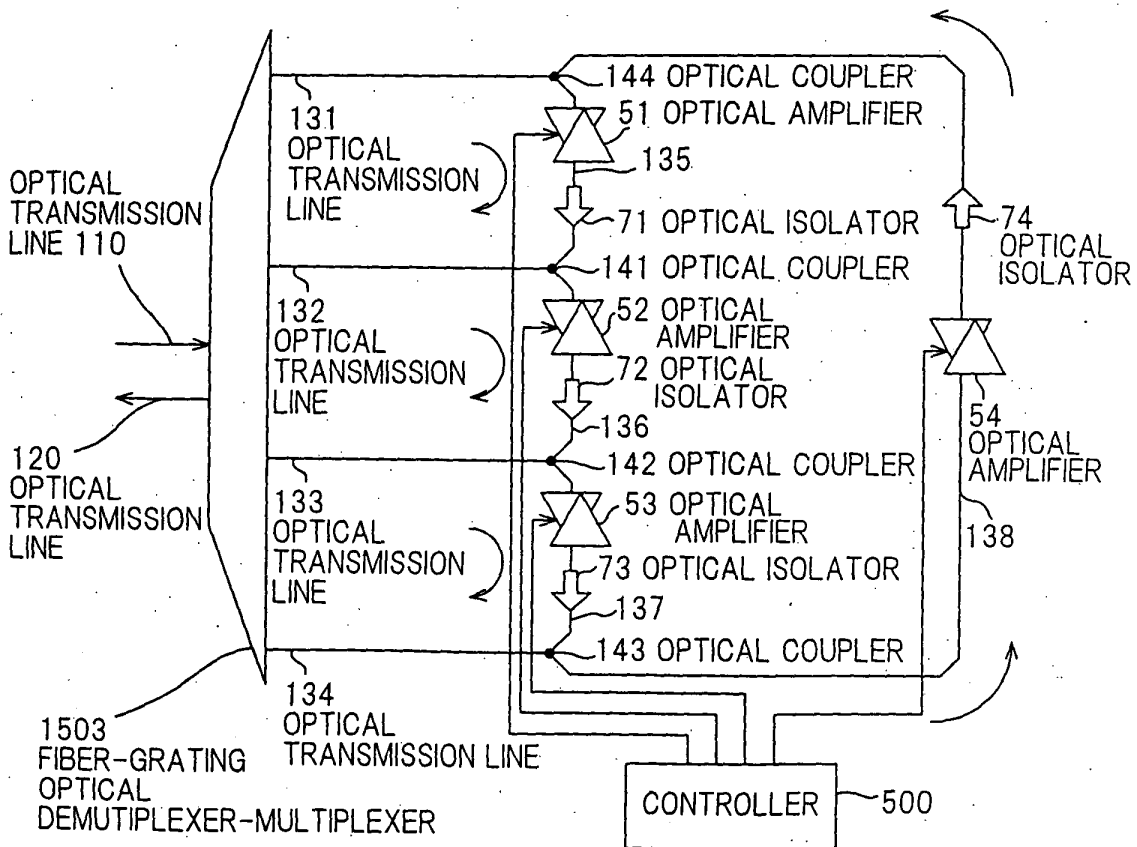 144 OPTICAL COUPLER
51 OPTICAL AMPLIFIER
131
OPTICAL
TRANSMISSION
LINE
135
OPTICAL
TRANSMISSION
LINE 110
71 OPTICAL ISOLATOR
74
OPTICAL
ISOLATOR
141 OPTICAL COUPLER
132
OPTICAL
TRANSMISSION
LINE
52 OPTICAL
AMPLIFIER
72 OPTICAL
ISOLATOR
136
54
OPTICAL
AMPLIFIER
120
OPTICAL
TRANSMISSION
LINE
142 OPTICAL COUPLER
133
OPTICAL
TRANSMISSION
LINE
53 OPTICAL
AMPLIFIER
138
73 OPTICAL ISOLATOR
137
143 OPTICAL COUPLER
134
OPTICAL
TRANSMISSION LINE
1503
FIBER-GRATING
OPTICAL
DEMUTIPLEXER-MULTIPLEXER
CONTROLLER
500